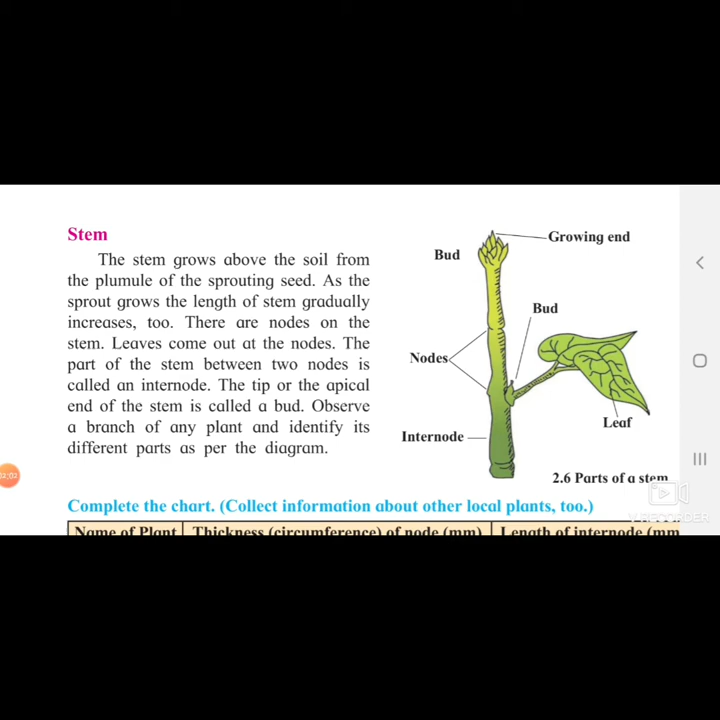 Stem
The stem grows above the soil from
the plumule of the sprouting seed. As the
sprout grows the length of stem gradually
increases, too. There are nodes on the
stem. Leaves come out at the nodes. The
part of the stem between two nodes is
called an internode. The tip or the apical
end of the stem is called a bud. Observe
a branch of any plant and identify its
different parts as per the diagram.
Growing end
Bud
Bud
Nodes
Leaf
Internode
2.6 Parts of a stem
Complete the chart. (Collect information about other local plants, too.)
Name of Plant Thickness (circumference) of node (mm) Length of internode (mm
V RECORDER